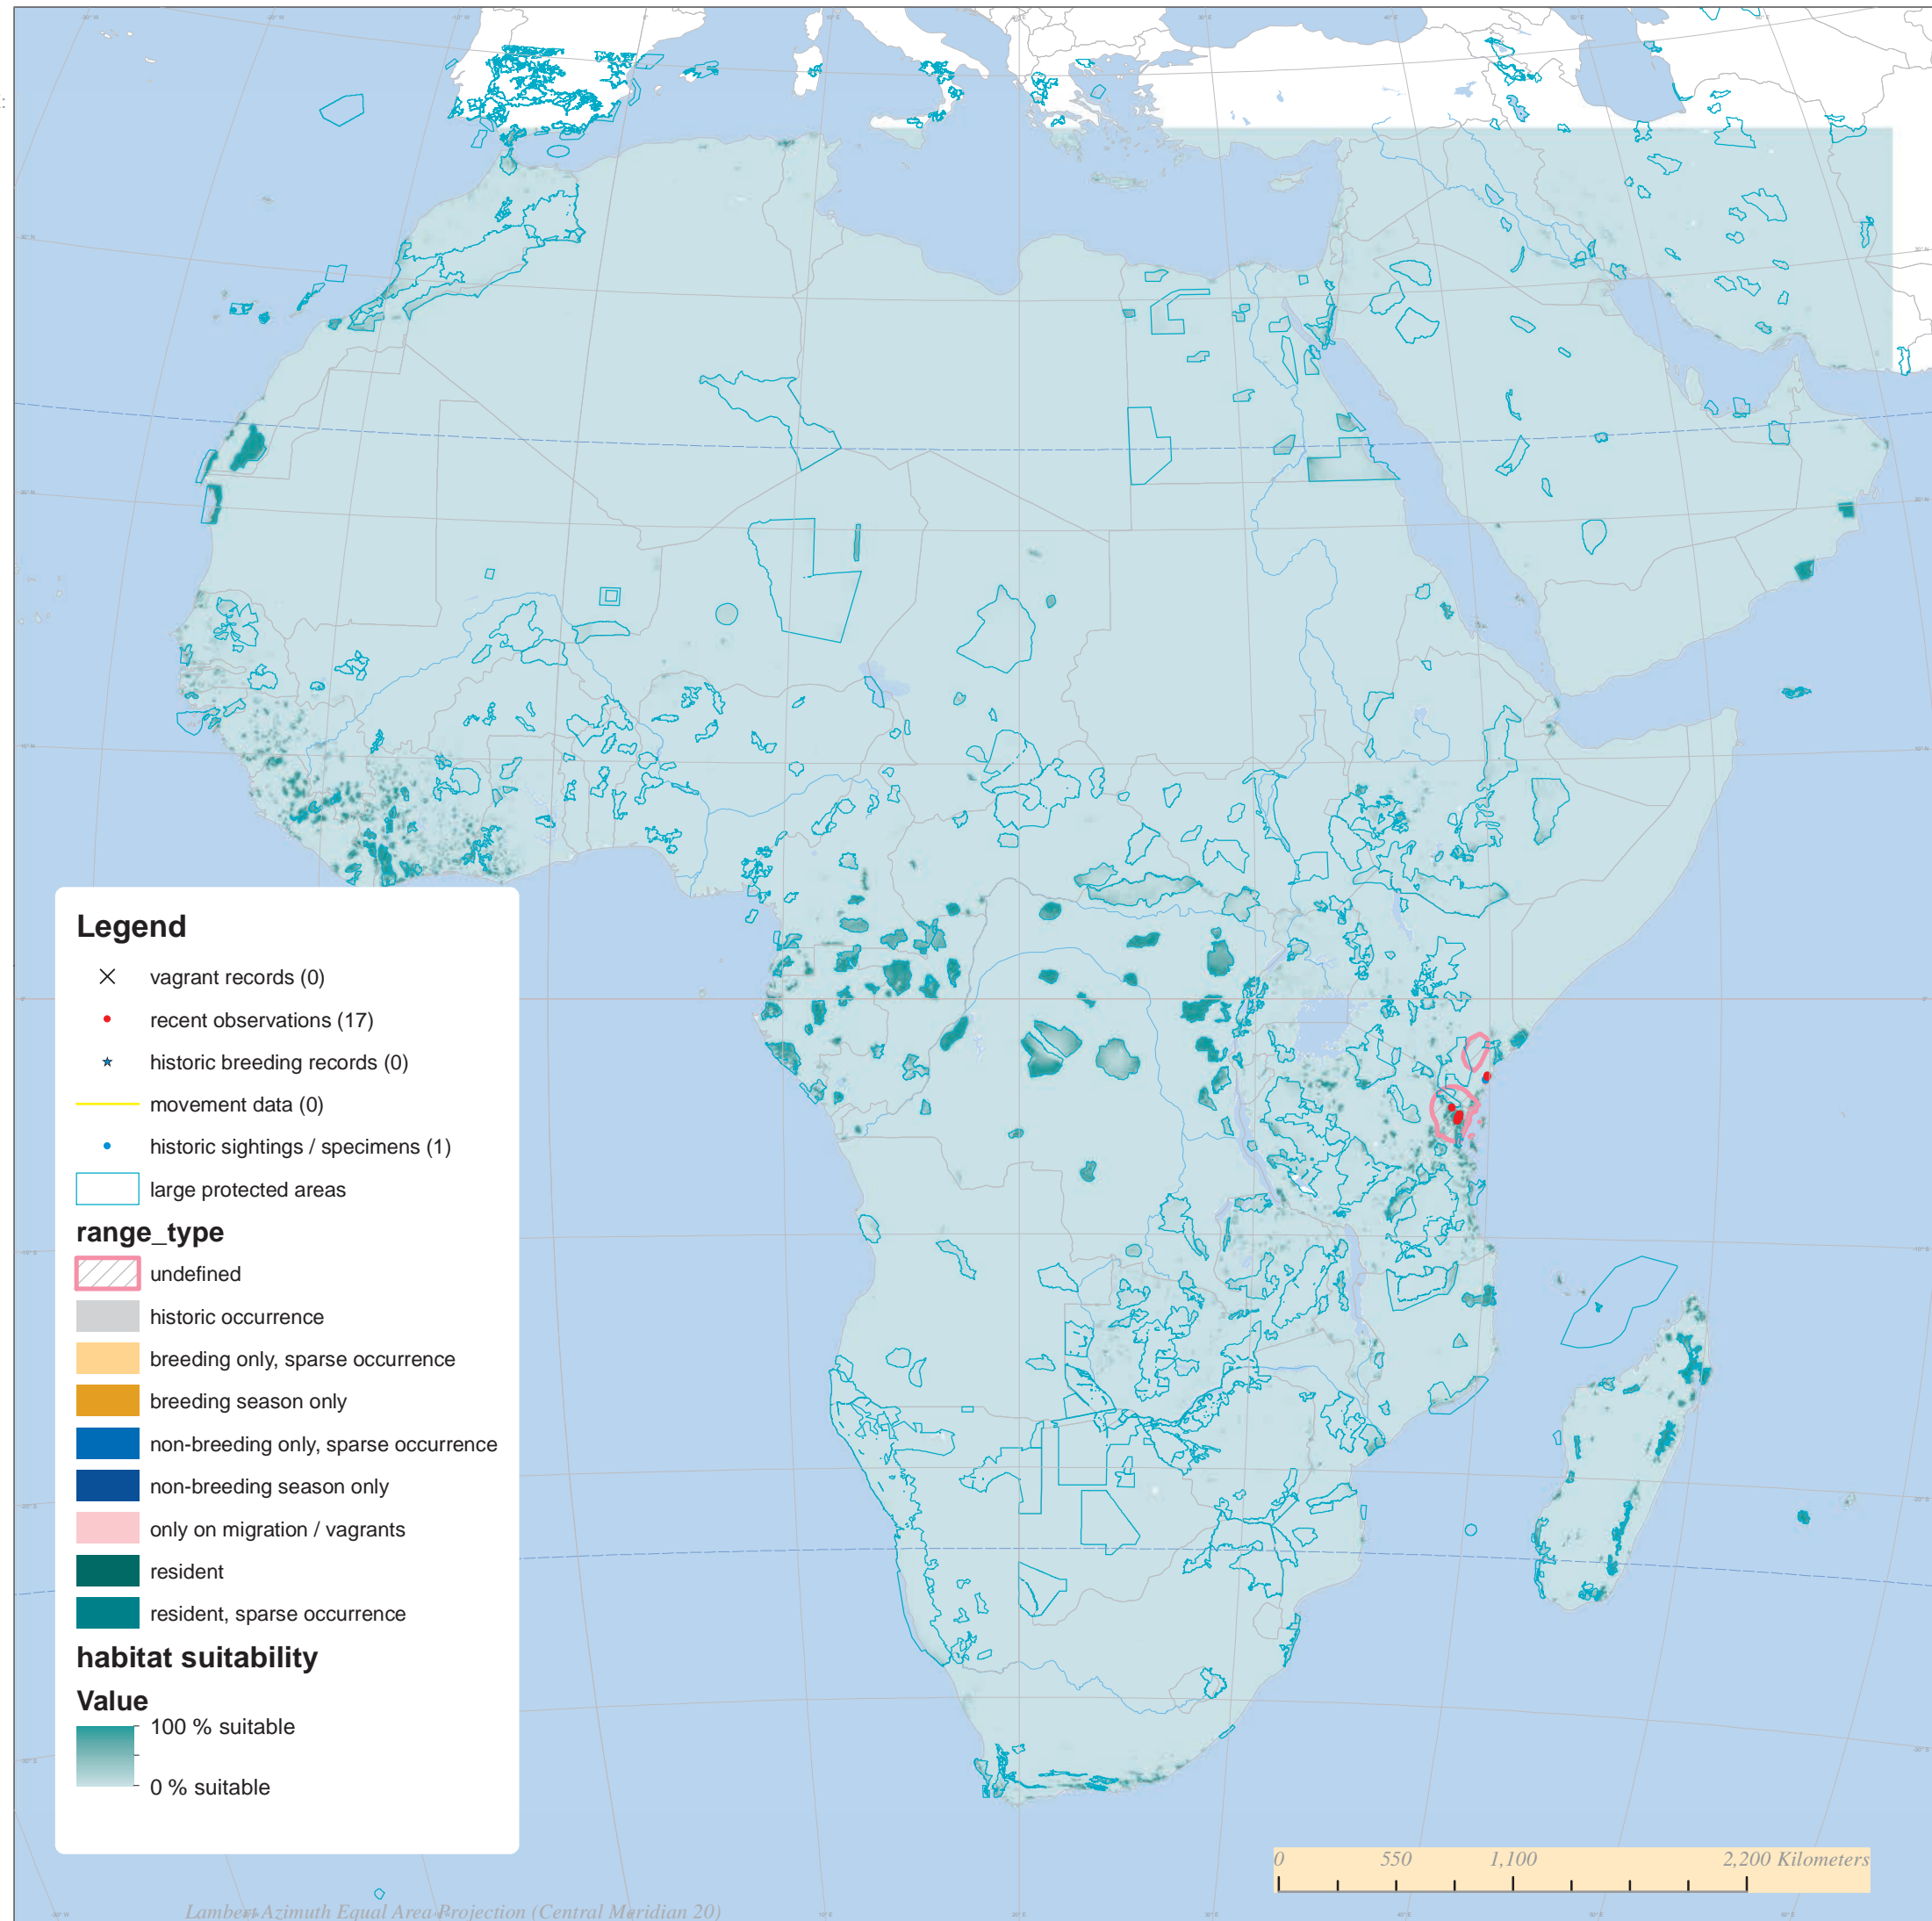 Legend
vagrant records (0)
recent observations (17)
historic breeding records (0)
movement data (0)
historic sightings / specimens (1)
large protected areas
range_type
undefined
historic occurrence
breeding only, sparse occurrence
breeding season only
non-breeding only, sparse occurrence
non-breeding season only
only on migration / vagrants
resident
resident, sparse occurrence
habitat suitability
Value
100 % suitable
0 % suitable
0 550 1,100 2,200 Kilometers
Lambert Azimuth Equal Area Projection (Central Meridian 20)